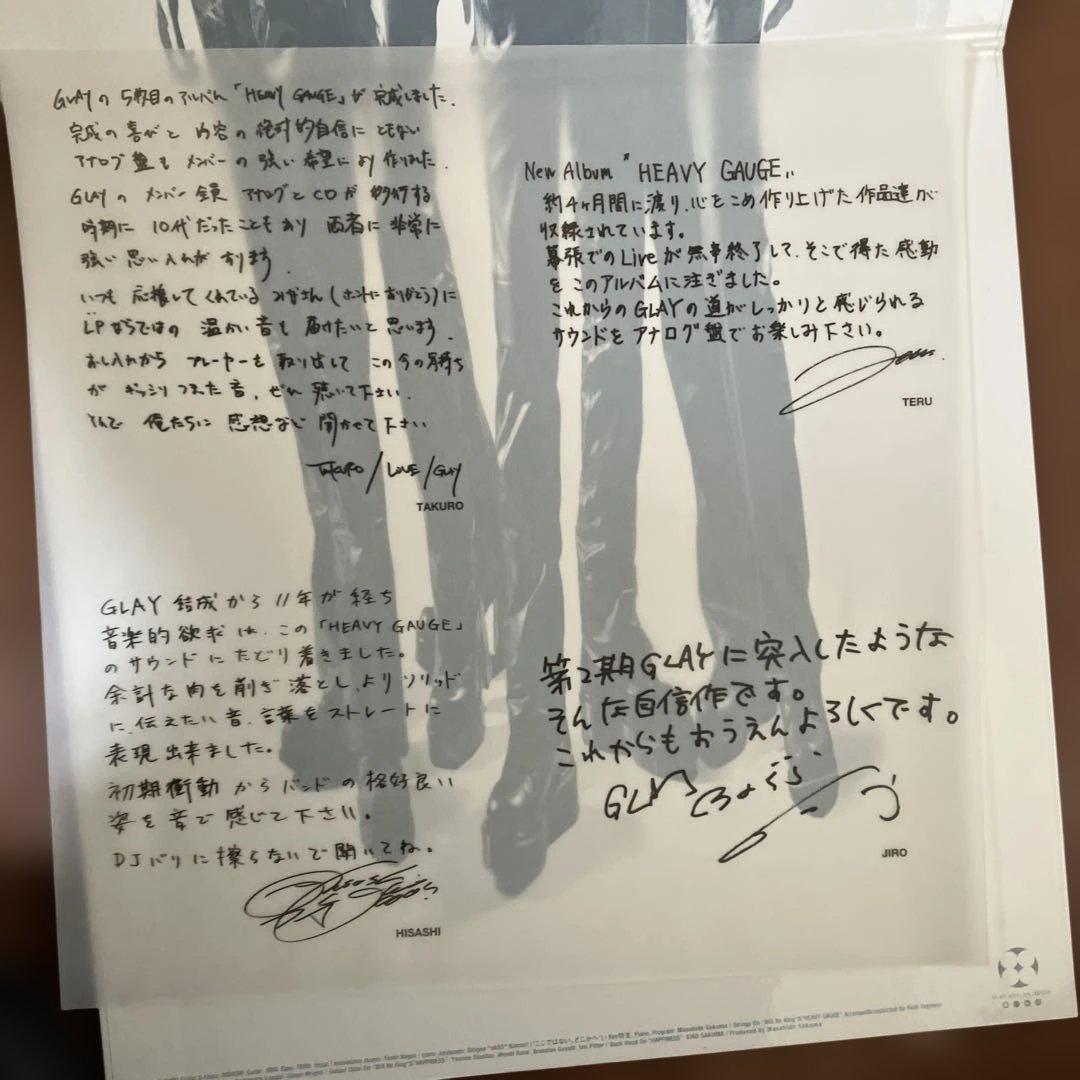 GLAYの 5枚目のアルバム「HEAVY GAUGE」が完成しました.
完成の喜びと 内容の絶対的自信にともない
アナログ盤も メンバーの強い希望により作りました.
GLAYの メンバー全員 アナログとCDが移行する
時期に 10代だったこともあり 両者に非常に
強い思い入れがあります.
いつも応援してくれている みなさん(ホントにありがとう)に
LPならではの 温かい音も 届けたいと思います.
おし入れから プレーヤーを取り出して この今の気持ち
が ギッシリつまった音, ぜひ 聴いて下さい.
そんで 俺たちに 感想など 聞かせて下さい
TAKURO/LOVE/GLAY
TAKURO
New Album "HEAVY GAUGE"
約4ヶ月間に渡り、心をこめ作り上げた作品達が
収録されています。
幕張でのLiveが無事終了して、そこで得た感動
をこのアルバムに注ぎました。
これからのGLAYの道がしっかりと感じられる
サウンドをアナログ盤でお楽しみ下さい。
TERU
GLAY 結成から 11年が経ち
音楽的欲求は、この「HEAVY GAUGE」
のサウンドにたどり着きました。
余計な肉を削ぎ落とし、よりソリッド
に、伝えたい音、言葉をストレートに
表現出来ました。
初期衝動からバンドの格好良い
姿を音で感じて下さい。
DJバリに擦らないで聞いてね。
HISASHI
第2期GLAYに突入したような
そんな自信作です。
これからもおうえんよろしくです。
GLAY
JIRO